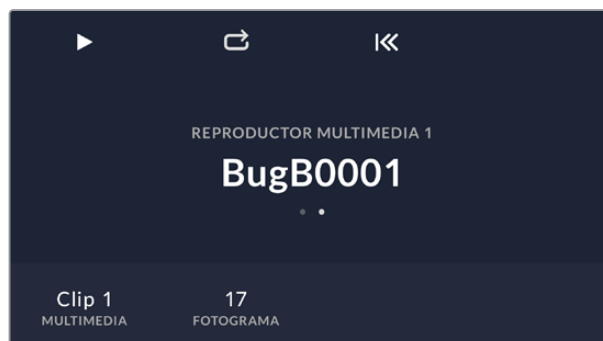 REPRODUCTOR MULTIMEDIA 1
BugB0001
Clip 1 17
MULTIMEDIA FOTOGRAMA